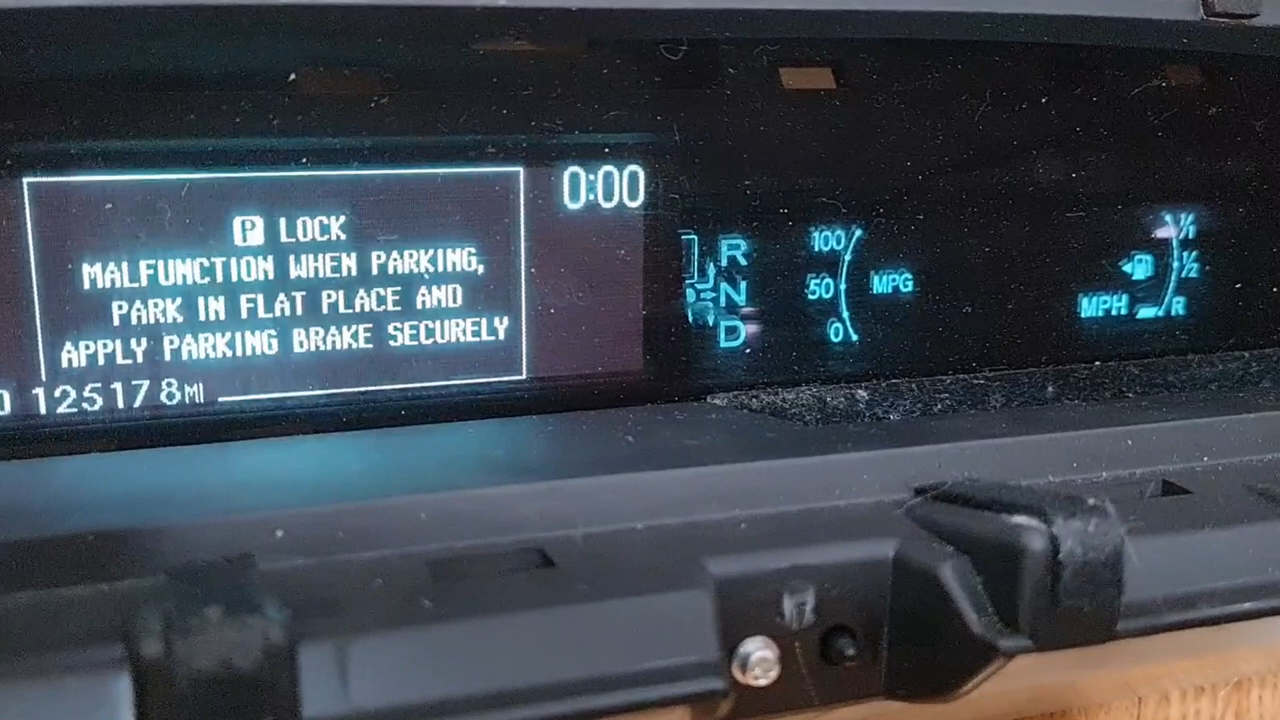 P LOCK
MALFUNCTION WHEN PARKING,
PARK IN FLAT PLACE AND
APPLY PARKING BRAKE SECURELY
125178MI
0:00
R
N
D
100
50
0
MPG
MPH
1/1
1/2
R